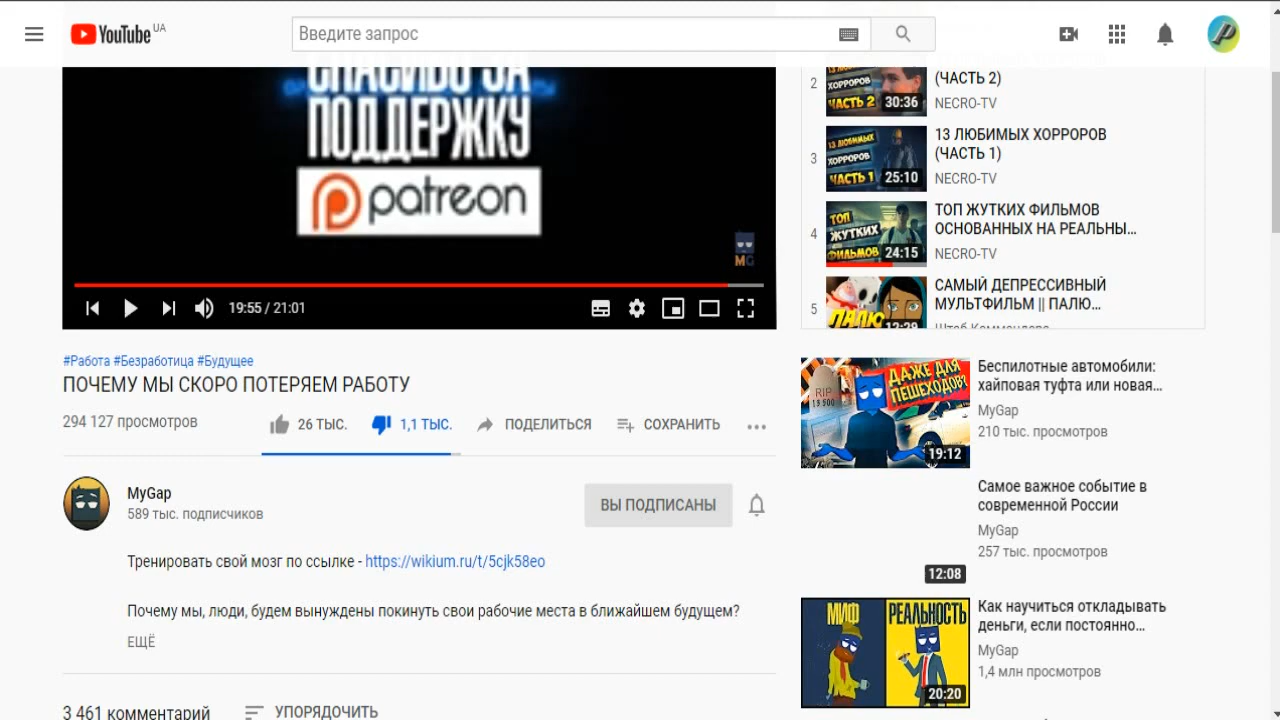 YouTube UA
Введите запрос
СПАСИБО ЗА
ПОДДЕРЖКУ
patreon
MG
19:55 / 21:01
2
ХОРРОРОВ
ЧАСТЬ 2
30:36
(ЧАСТЬ 2)
NECRO-TV
3
13 ЛЮБИМЫХ
ХОРРОРОВ
ЧАСТЬ 1
25:10
13 ЛЮБИМЫХ ХОРРОРОВ
(ЧАСТЬ 1)
NECRO-TV
4
ТОП
ЖУТКИХ
ФИЛЬМОВ
24:15
ТОП ЖУТКИХ ФИЛЬМОВ
ОСНОВАННЫХ НА РЕАЛЬНЫ...
NECRO-TV
5
ПАЛЮ
12:29
САМЫЙ ДЕПРЕССИВНЫЙ
МУЛЬТФИЛЬМ || ПАЛЮ...
#Работа #Безработица #Будущее
ПОЧЕМУ МЫ СКОРО ПОТЕРЯЕМ РАБОТУ
294 127 просмотров
26 ТЫС.
1,1 ТЫС.
ПОДЕЛИТЬСЯ
СОХРАНИТЬ
MyGap
589 тыс. подписчиков
ВЫ ПОДПИСАНЫ
Тренировать свой мозг по ссылке - https://wikium.ru/t/5cjk58eo
Почему мы, люди, будем вынуждены покинуть свои рабочие места в ближайшем будущем?
ЕЩЁ
3 461 комментарий
УПОРЯДОЧИТЬ
ДАЖЕ ДЛЯ
ПЕШЕХОДОВ?
RIP
19:12
Беспилотные автомобили:
хайповая туфта или новая...
MyGap
210 тыс. просмотров
12:08
Самое важное событие в
современной России
MyGap
257 тыс. просмотров
МИФ
РЕАЛЬНОСТЬ
20:20
Как научиться откладывать
деньги, если постоянно...
MyGap
1,4 млн просмотров